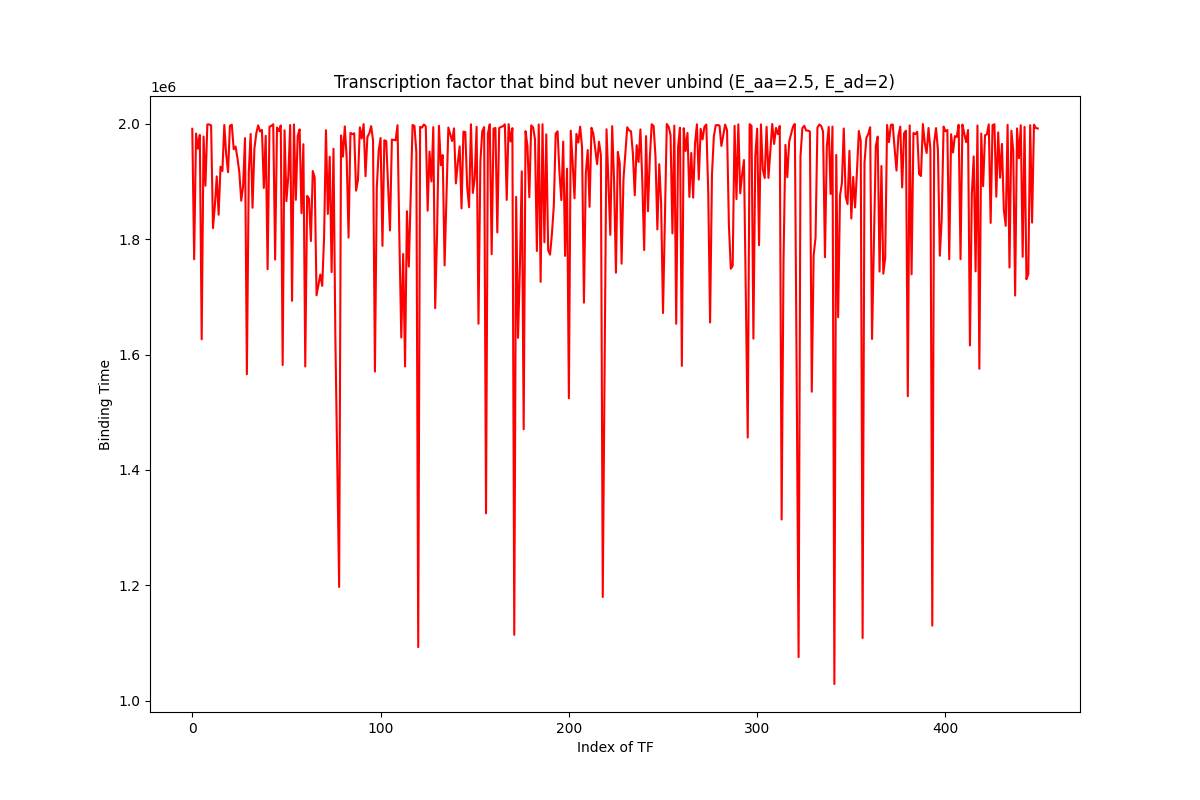 Transcription factor that bind but never unbind (E_aa=2.5, E_ad=2)
1e6
2.0
1.8
1.6
1.4
1.2
1.0
Binding Time
0 100 200 300 400
Index of TF